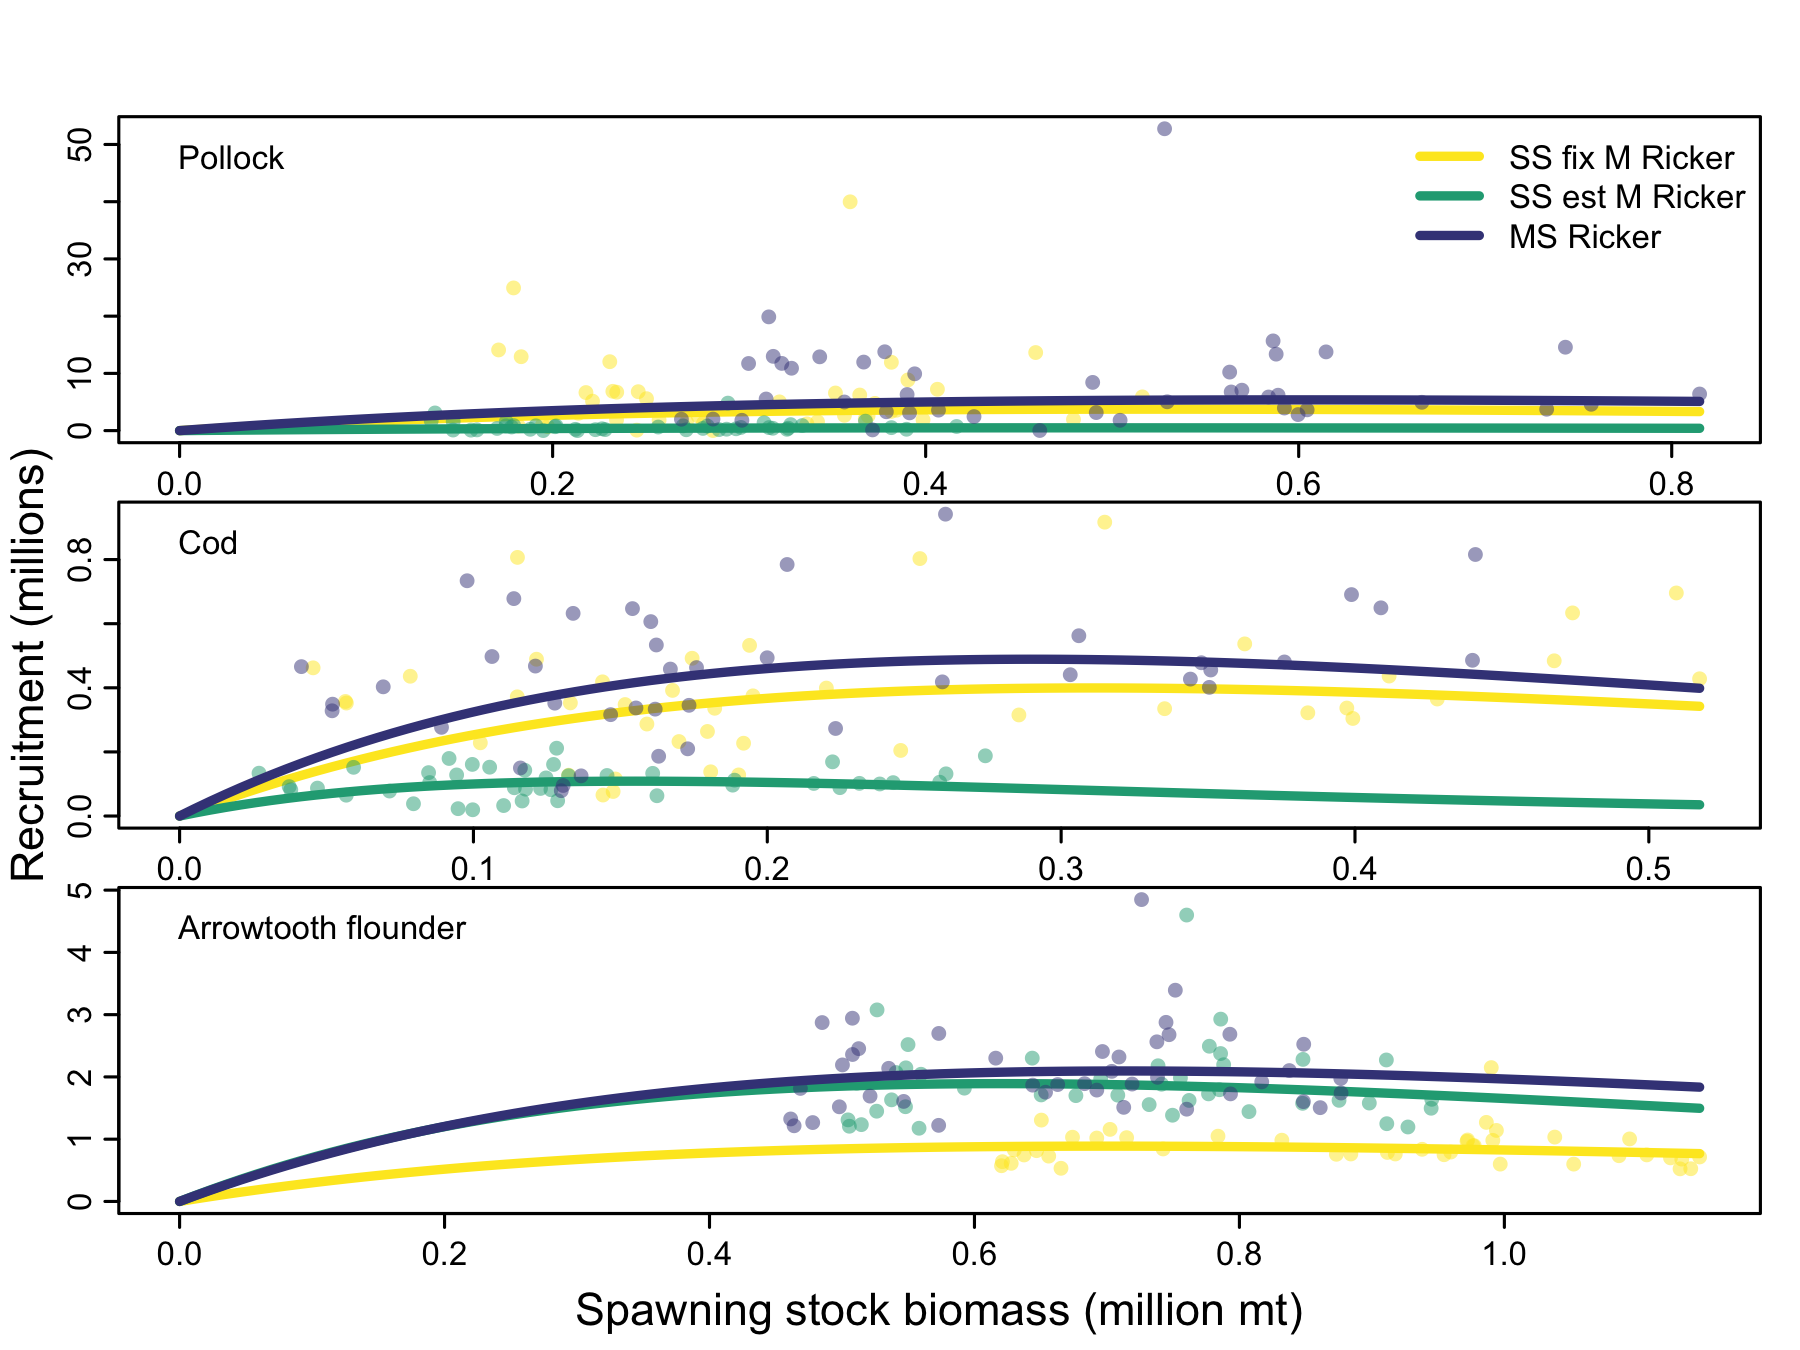 Pollock
SS fix M Ricker
SS est M Ricker
MS Ricker
50
30
10
0
0.0 0.2 0.4 0.6 0.8
Recruitment (millions)
Cod
0.8
0.4
0.0
0.0 0.1 0.2 0.3 0.4 0.5
Arrowtooth flounder
5
4
3
2
1
0
0.0 0.2 0.4 0.6 0.8 1.0
Spawning stock biomass (million mt)